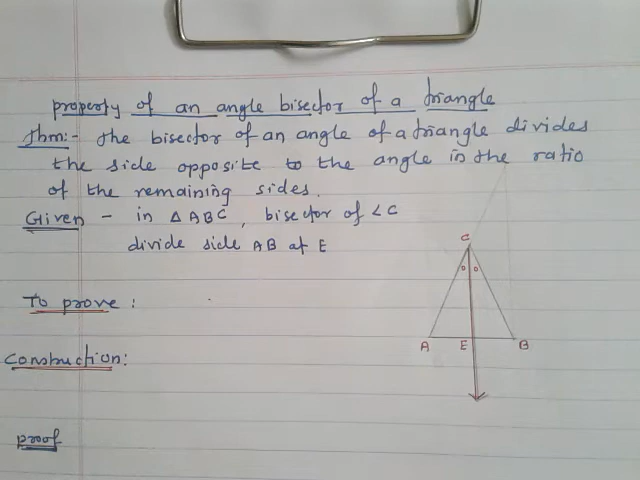 property of an angle bisector of a triangle
Thm:- the bisector of an angle of a triangle divides
the side opposite to the angle in the ratio
of the remaining sides.
Given - in △ ABC, bisector of ∠C
divide side AB at E
To prove :
Construction:
proof
C
A E B